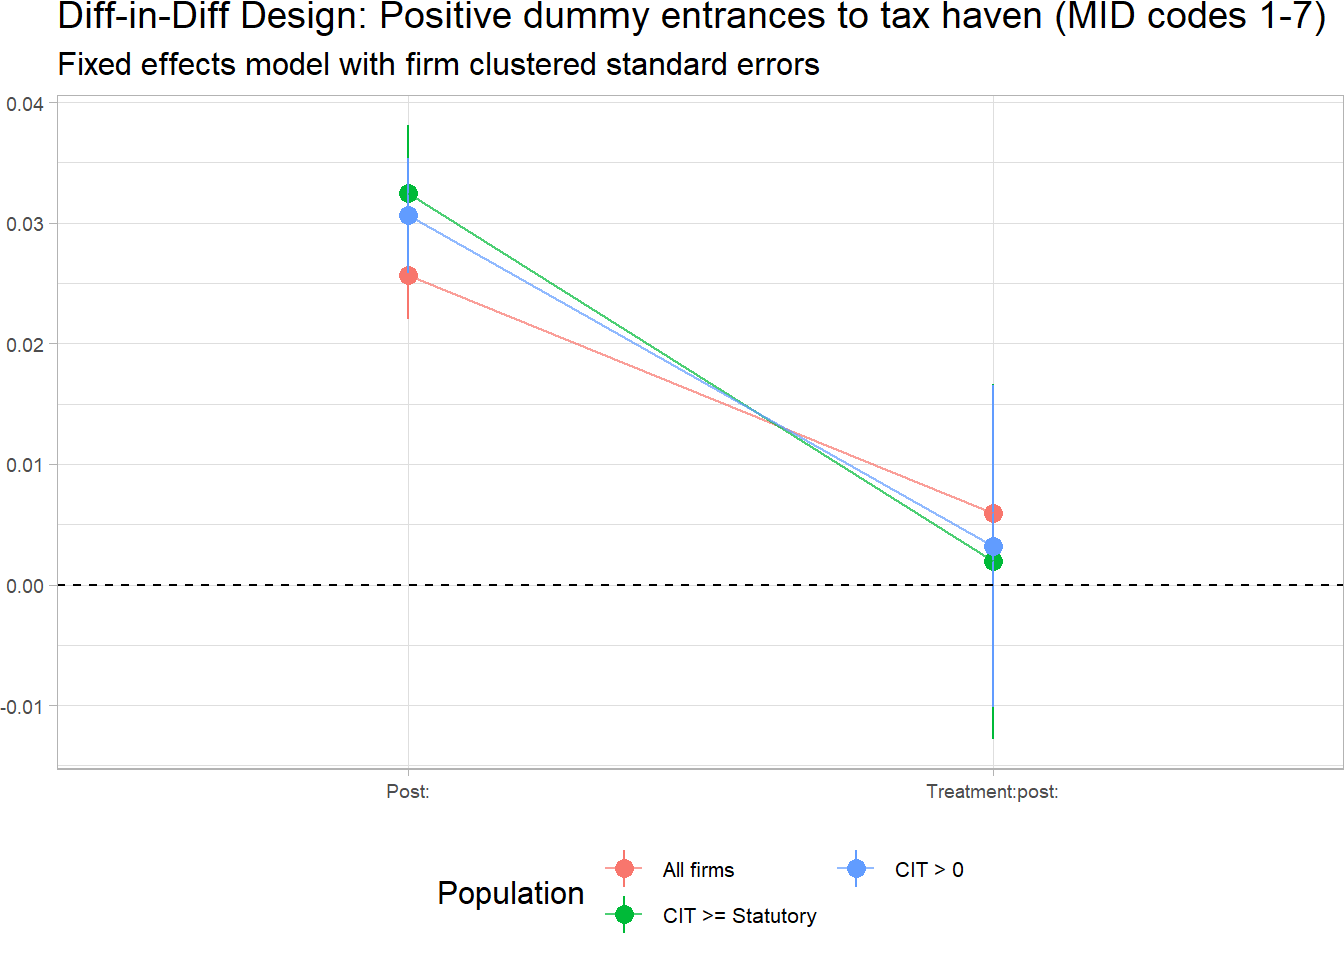 Diff-in-Diff Design: Positive dummy entrances to tax haven (MID codes 1-7)
Fixed effects model with firm clustered standard errors
0.04
0.03
0.02
0.01
0.00
-0.01
Post:
Treatment:post:
Population
All firms
CIT > 0
CIT >= Statutory